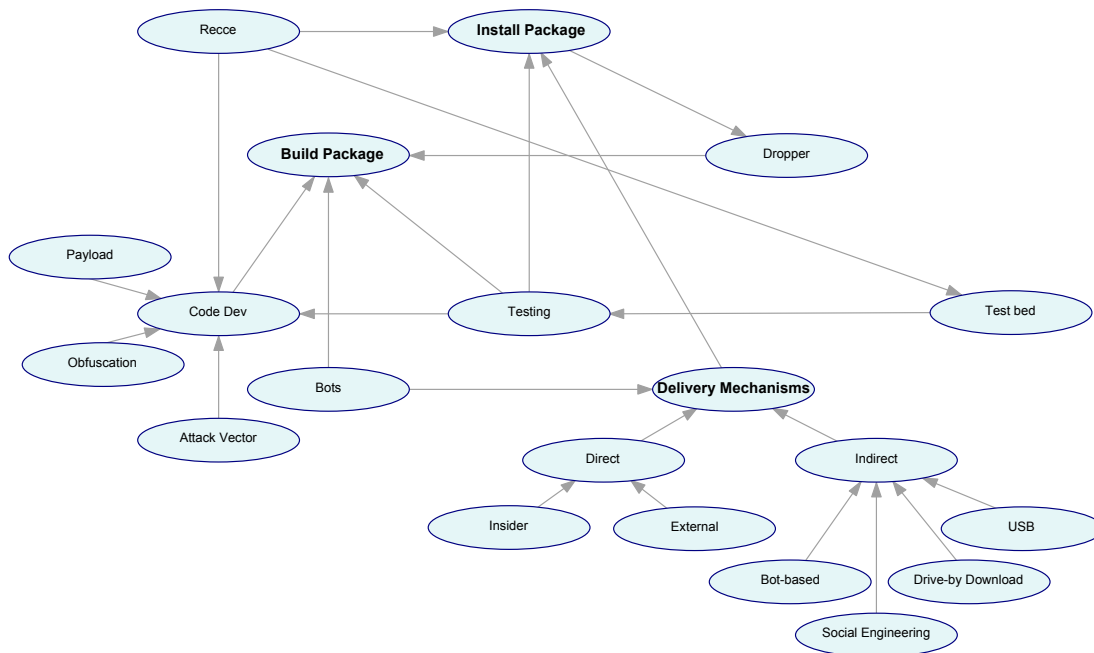 Recce
Install Package
Build Package
Dropper
Payload
Code Dev
Testing
Test bed
Obfuscation
Bots
Delivery Mechanisms
Attack Vector
Direct
Indirect
Insider
External
USB
Bot-based
Drive-by Download
Social Engineering